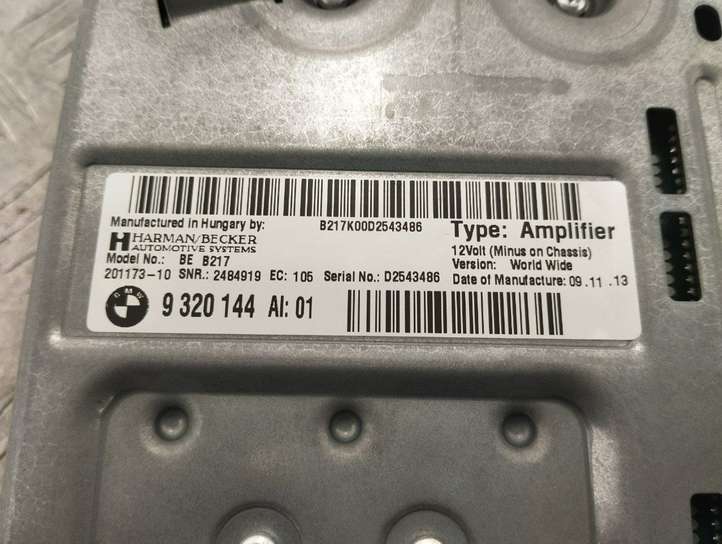 Manufactured in Hungary by:
B217K00D2543486
Type: Amplifier
HARMAN/BECKER
AUTOMOTIVE SYSTEMS
12Volt (Minus on Chassis)
Model No.: BE B217
Version: World Wide
201173-10 SNR.: 2484919 EC: 105 Serial No.: D2543486
Date of Manufacture: 09.11.13
BMW
9 320 144 AI: 01